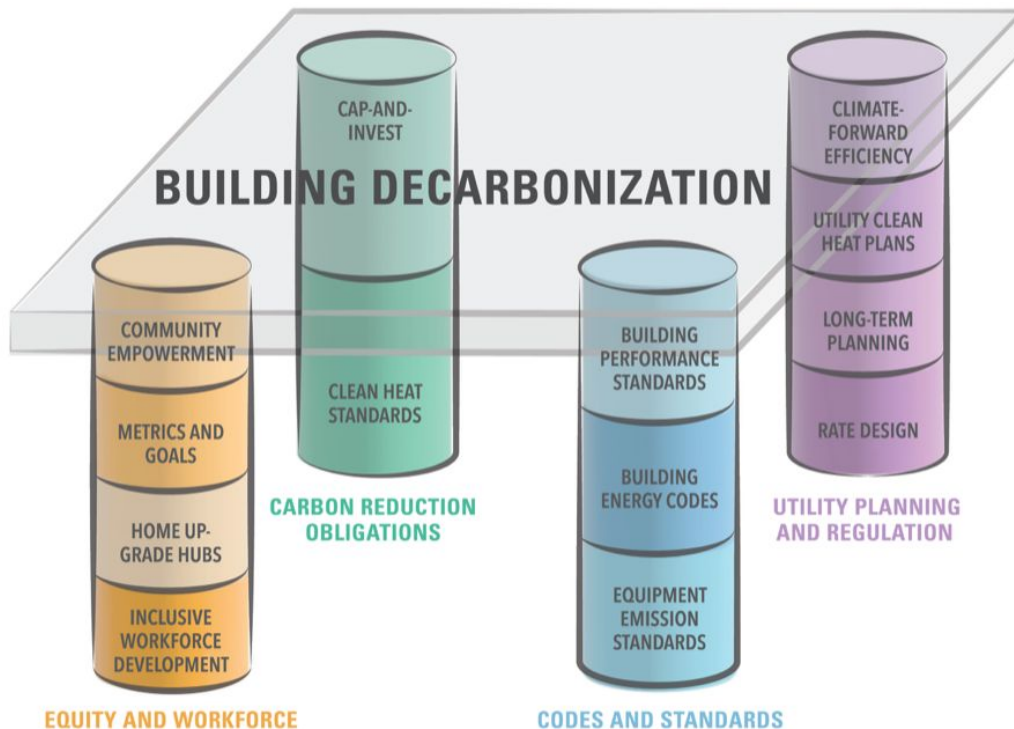 CAP-AND-
INVEST
CLIMATE-
FORWARD
EFFICIENCY
BUILDING DECARBONIZATION
UTILITY CLEAN
HEAT PLANS
COMMUNITY
EMPOWERMENT
BUILDING
PERFORMANCE
STANDARDS
LONG-TERM
PLANNING
CLEAN HEAT
STANDARDS
METRICS AND
GOALS
RATE DESIGN
BUILDING
ENERGY CODES
CARBON REDUCTION
OBLIGATIONS
UTILITY PLANNING
AND REGULATION
HOME UP-
GRADE HUBS
EQUIPMENT
EMISSION
STANDARDS
INCLUSIVE
WORKFORCE
DEVELOPMENT
EQUITY AND WORKFORCE
CODES AND STANDARDS